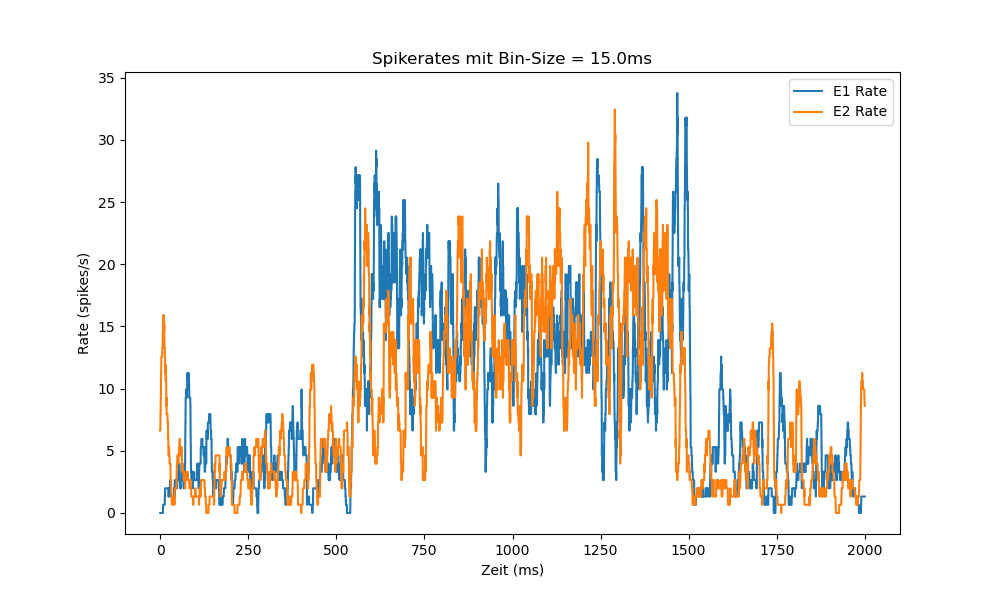 Spikerates mit Bin-Size = 15.0ms
E1 Rate
E2 Rate
Rate (spikes/s)
35
30
25
20
15
10
5
0
0 250 500 750 1000 1250 1500 1750 2000
Zeit (ms)